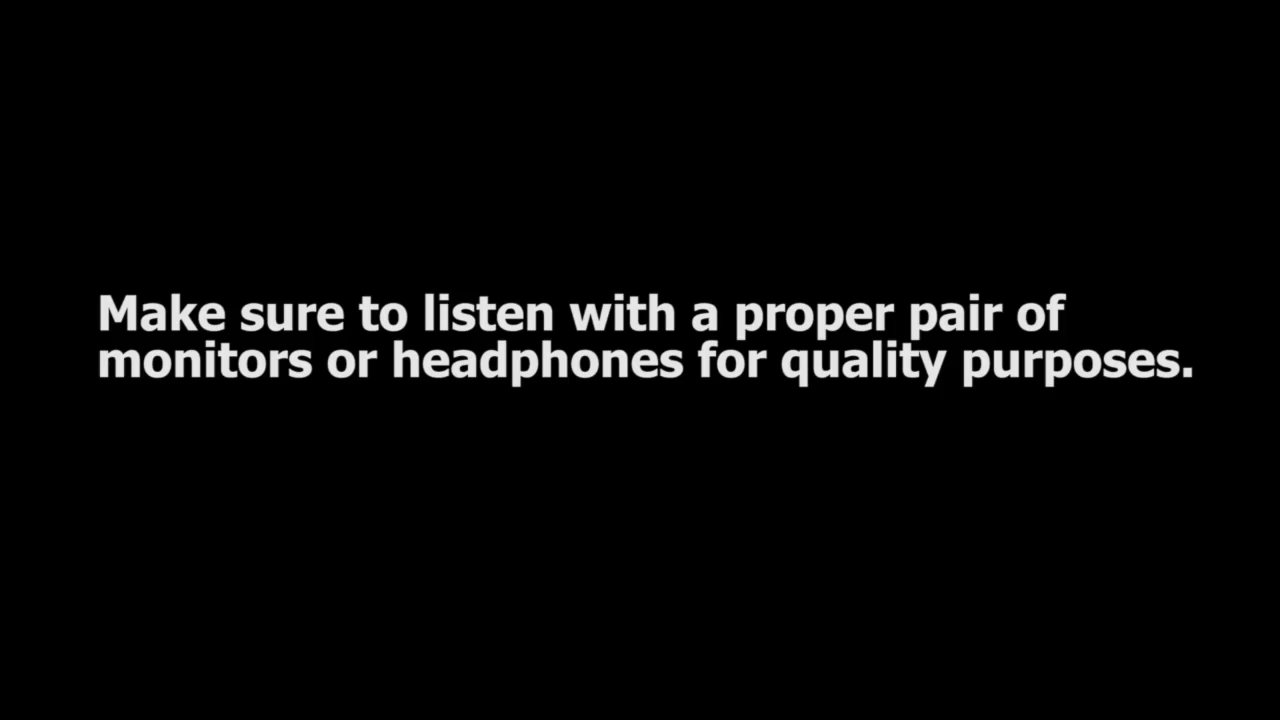 Make sure to listen with a proper pair of
monitors or headphones for quality purposes.